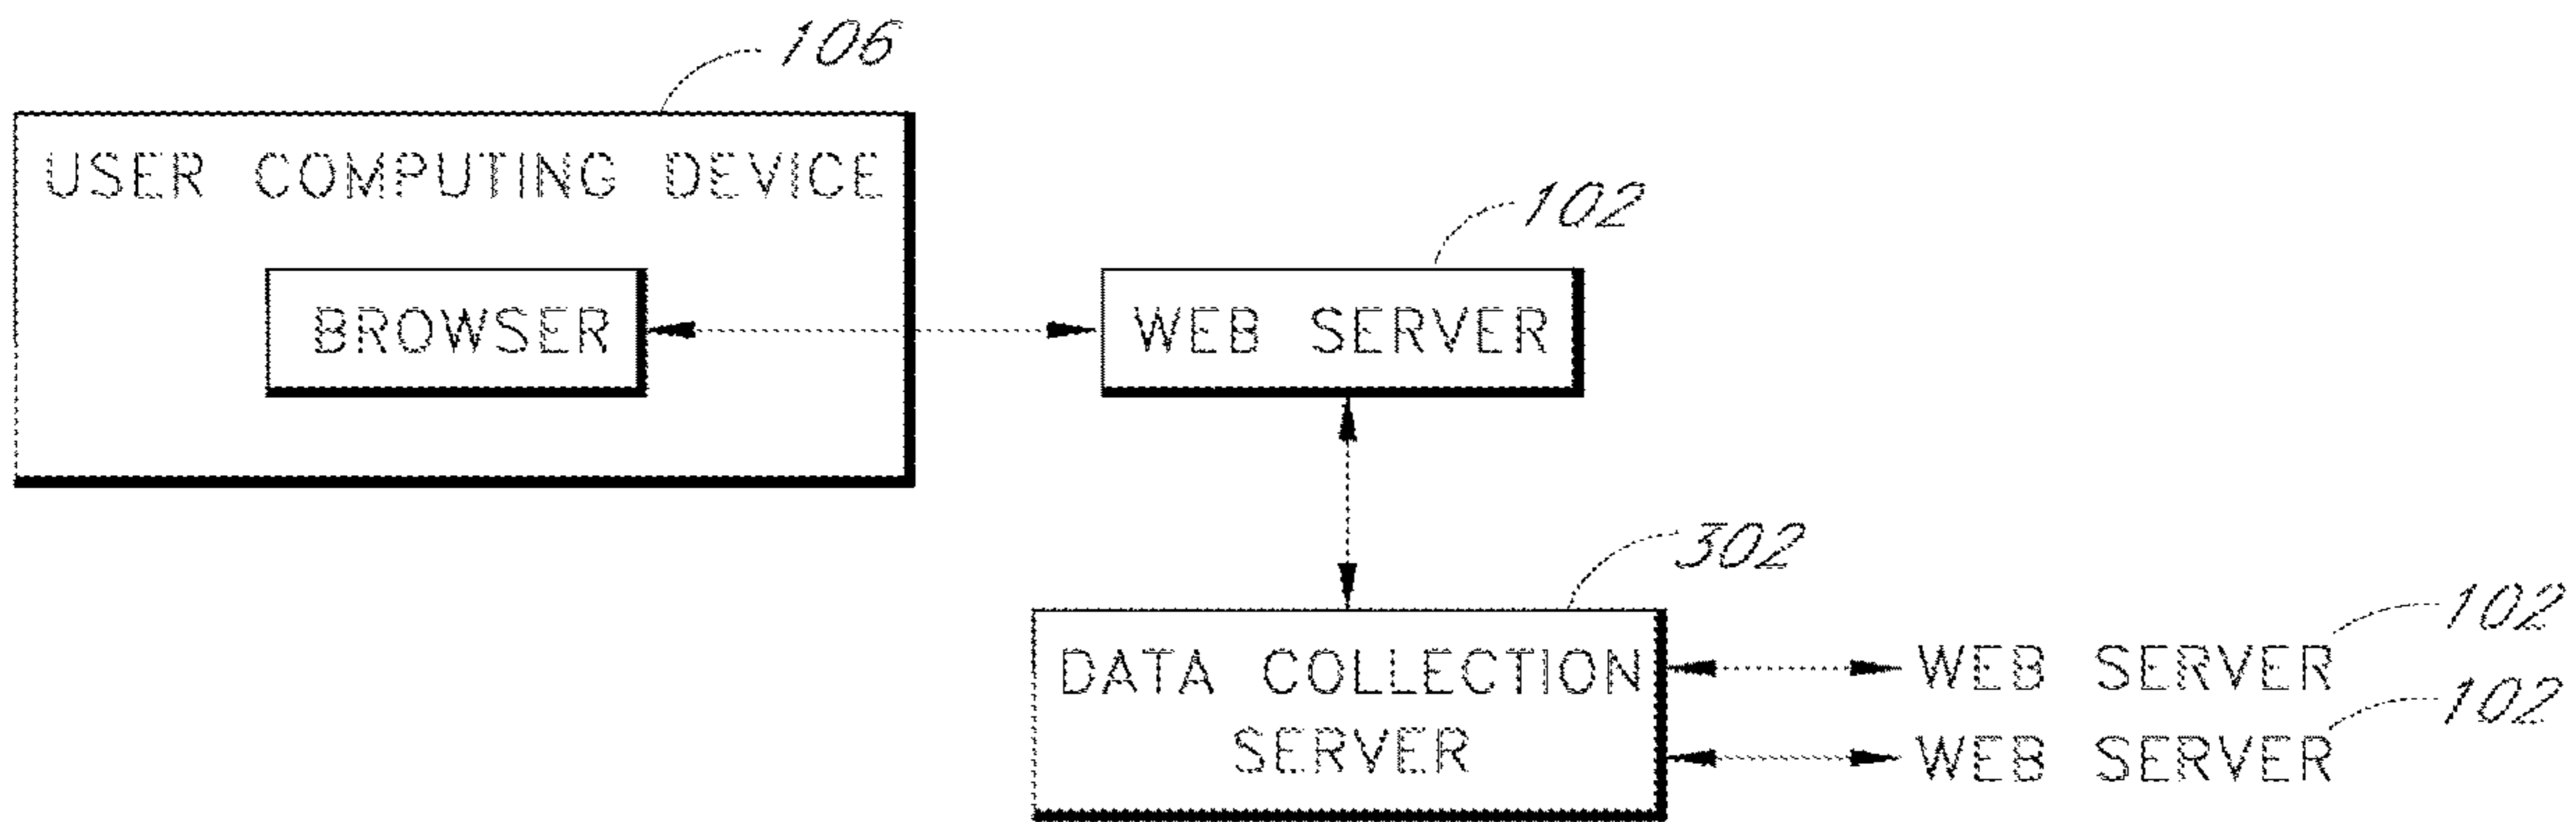 106
USER COMPUTING DEVICE
102
BROWSER
WEB SERVER
302
102
DATA COLLECTION
WEB SERVER
102
SERVER
WEB SERVER